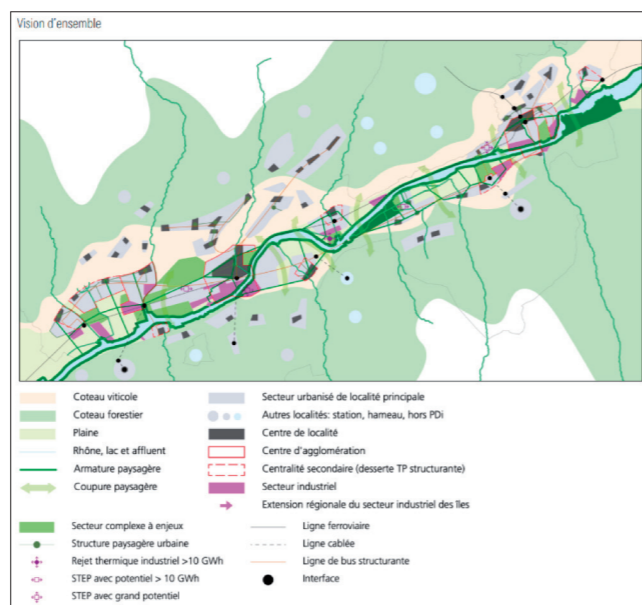 Vision d'ensemble
Coteau viticole
Coteau forestier
Plaine
Rhône, lac et affluent
Armature paysagère
Coupure paysagère
Secteur complexe à enjeux
Structure paysagère urbaine
Rejet thermique industriel >10 GWh
STEP avec potentiel > 10 GWh
STEP avec grand potentiel
Secteur urbanisé de localité principale
Autres localités: station, hameau, hors PDi
Centre de localité
Centre d'agglomération
Centralité secondaire (desserte TP structurante)
Secteur industriel
Extension régionale du secteur industriel des îles
Ligne ferroviaire
Ligne cablée
Ligne de bus structurante
Interface